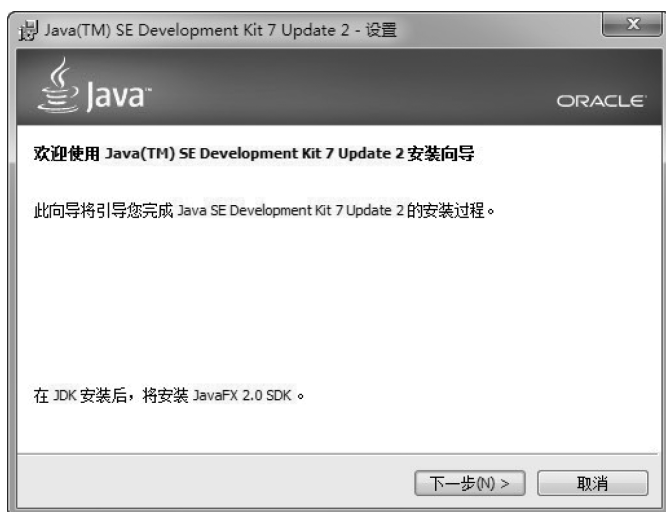 Java(TM) SE Development Kit 7 Update 2 - 设置
Java™
ORACLE
欢迎使用 Java(TM) SE Development Kit 7 Update 2 安装向导
此向导将引导您完成 Java SE Development Kit 7 Update 2 的安装过程。
在 JDK 安装后，将安装 JavaFX 2.0 SDK 。
下一步(N) >
取消